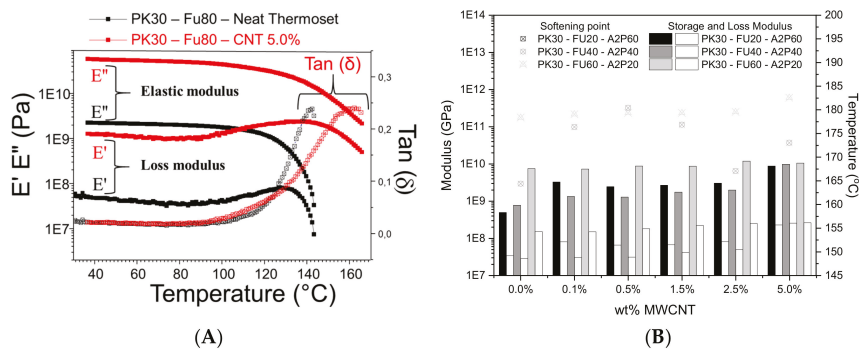 PK30 – Fu80 – Neat Thermoset
PK30 – Fu80 – CNT 5.0%
Tan (δ)
E"
E"
Elastic modulus
E'
E'
Loss modulus
E' E" (Pa)
1E10
1E9
1E8
1E7
0,3
0,2
0,1
0,0
Tan (δ)
40 60 80 100 120 140 160
Temperature (°C)
(A)
Softening point
PK30 - FU20 - A2P60
PK30 - FU40 - A2P40
PK30 - FU60 - A2P20
Storage and Loss Modulus
PK30 - FU20 - A2P60
PK30 - FU40 - A2P40
PK30 - FU60 - A2P20
Modulus (GPa)
1E14
1E13
1E12
1E11
1E10
1E9
1E8
1E7
200
195
190
185
180
175
170
165
160
155
150
145
Temperature (°C)
0.0% 0.1% 0.5% 1.5% 2.5% 5.0%
wt% MWCNT
(B)